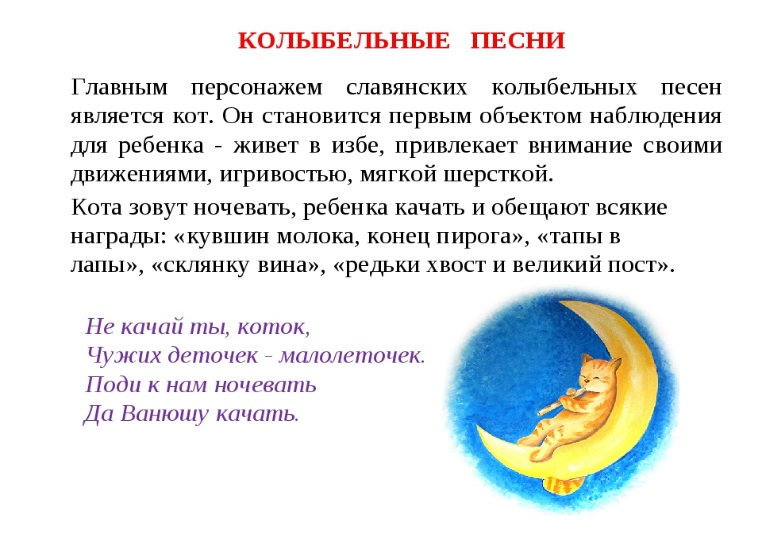 КОЛЫБЕЛЬНЫЕ ПЕСНИ
Главным персонажем славянских колыбельных песен
является кот. Он становится первым объектом наблюдения
для ребенка - живет в избе, привлекает внимание своими
движениями, игривостью, мягкой шерсткой.
Кота зовут ночевать, ребенка качать и обещают всякие
награды: «кувшин молока, конец пирога», «тапы в
лапы», «склянку вина», «редьки хвост и великий пост».
Не качай ты, коток,
Чужих деточек - малолеточек.
Поди к нам ночевать
Да Ванюшу качать.